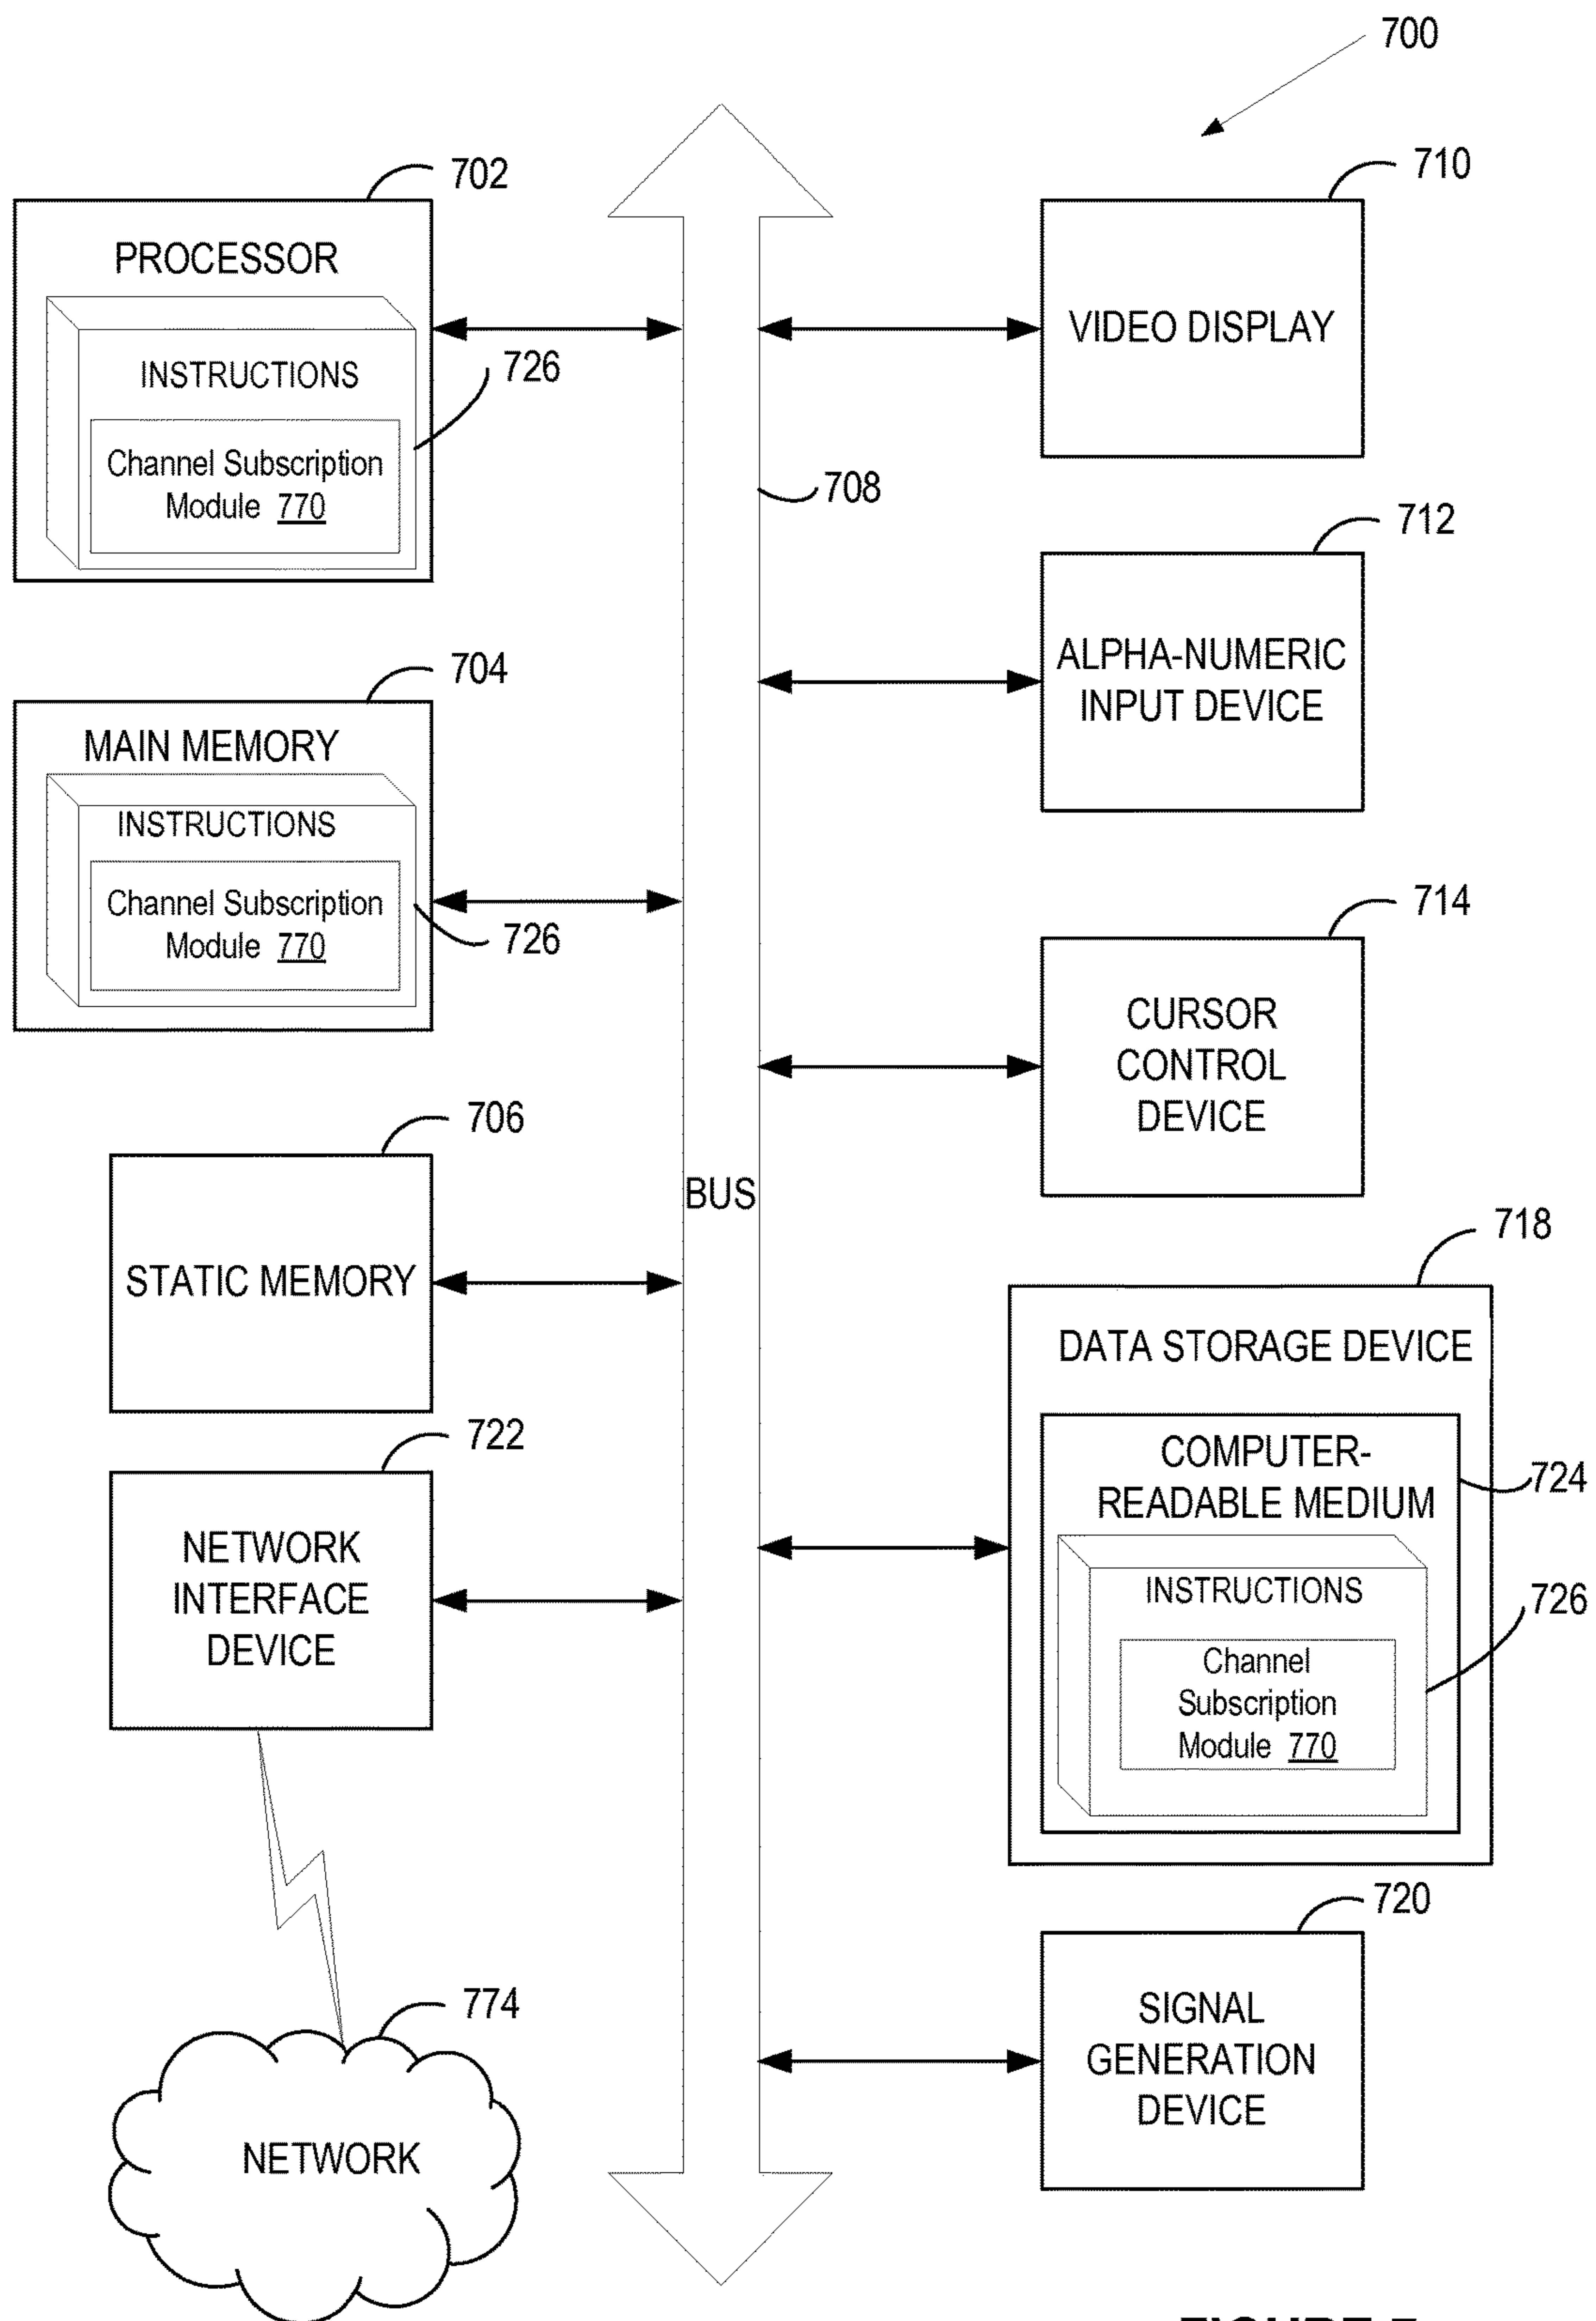 700
702
PROCESSOR
INSTRUCTIONS
726
Channel Subscription
Module 770
704
MAIN MEMORY
INSTRUCTIONS
Channel Subscription
Module 770
726
706
STATIC MEMORY
722
NETWORK
INTERFACE
DEVICE
774
NETWORK
708
BUS
710
VIDEO DISPLAY
712
ALPHA-NUMERIC
INPUT DEVICE
714
CURSOR
CONTROL
DEVICE
718
DATA STORAGE DEVICE
COMPUTER-
READABLE MEDIUM
724
INSTRUCTIONS
726
Channel
Subscription
Module 770
720
SIGNAL
GENERATION
DEVICE